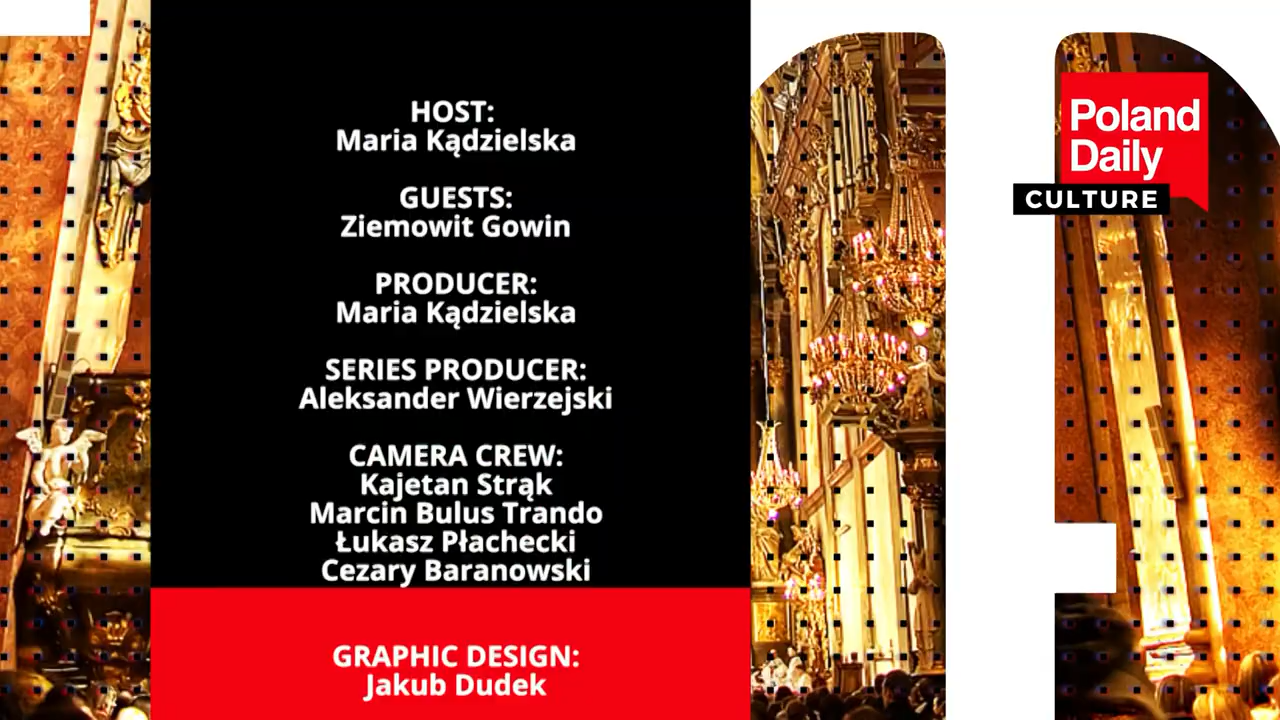 HOST:
Maria Kądzielska
GUESTS:
Ziemowit Gowin
PRODUCER:
Maria Kądzielska
SERIES PRODUCER:
Aleksander Wierzejski
CAMERA CREW:
Kajetan Strąk
Marcin Bulus Trando
Łukasz Płachecki
Cezary Baranowski
GRAPHIC DESIGN:
Jakub Dudek
Poland
Daily
CULTURE